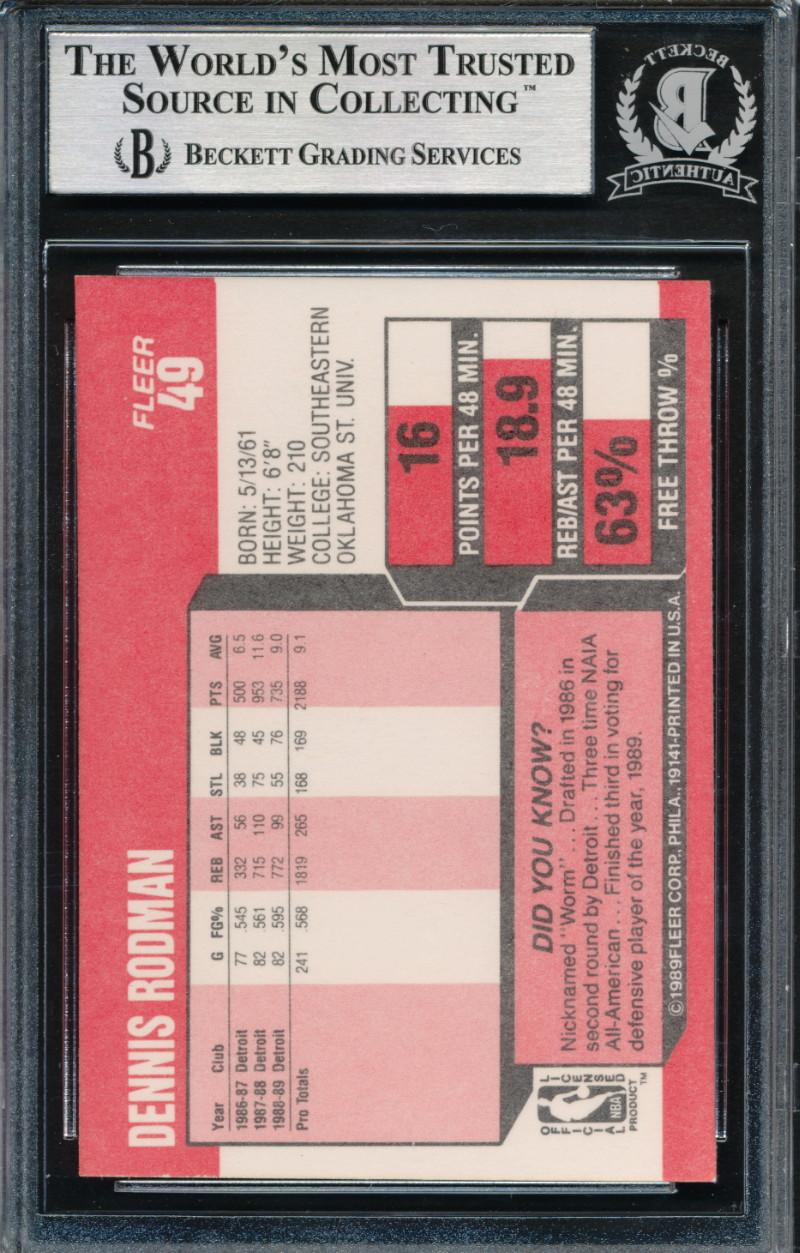 THE WORLD'S MOST TRUSTED
SOURCE IN COLLECTING™
B BECKETT GRADING SERVICES
BECKETT
B
AUTHENTIC
DENNIS RODMAN
FLEER
49
BORN: 5/13/61
HEIGHT: 6'8"
WEIGHT: 210
COLLEGE: SOUTHEASTERN
OKLAHOMA ST. UNIV.
Year Club G FG% REB AST STL BLK PTS AVG
1986-87 Detroit 77 .545 332 56 38 48 500 6.5
1987-88 Detroit 82 .561 715 110 75 45 953 11.6
1988-89 Detroit 82 .595 772 99 55 76 735 9.0
Pro Totals 241 .568 1819 265 168 169 2188 9.1
16
POINTS PER 48 MIN.
18.9
REB/AST PER 48 MIN.
63%
FREE THROW %
DID YOU KNOW?
Nicknamed "Worm" ... Drafted in 1986 in
second round by Detroit ... Three time NAIA
All-American ... Finished third in voting for
defensive player of the year, 1989.
OFFICIAL
LICENSED
NBA
PRODUCT™
©1989 FLEER CORP., PHILA., 19141-PRINTED IN U.S.A.